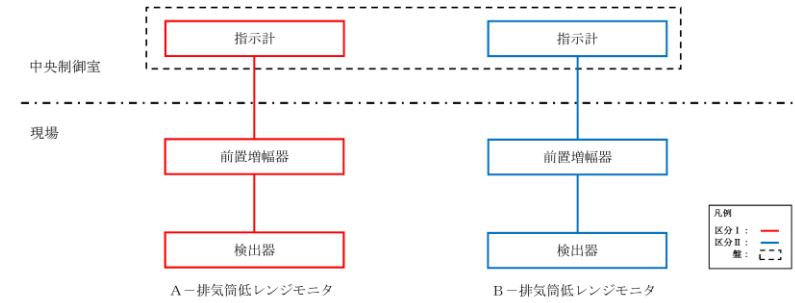 指示計
指示計
中央制御室
現場
前置増幅器
前置増幅器
検出器
検出器
A－排気筒低レンジモニタ
B－排気筒低レンジモニタ
凡例
区分Ⅰ：
区分Ⅱ：
盤：